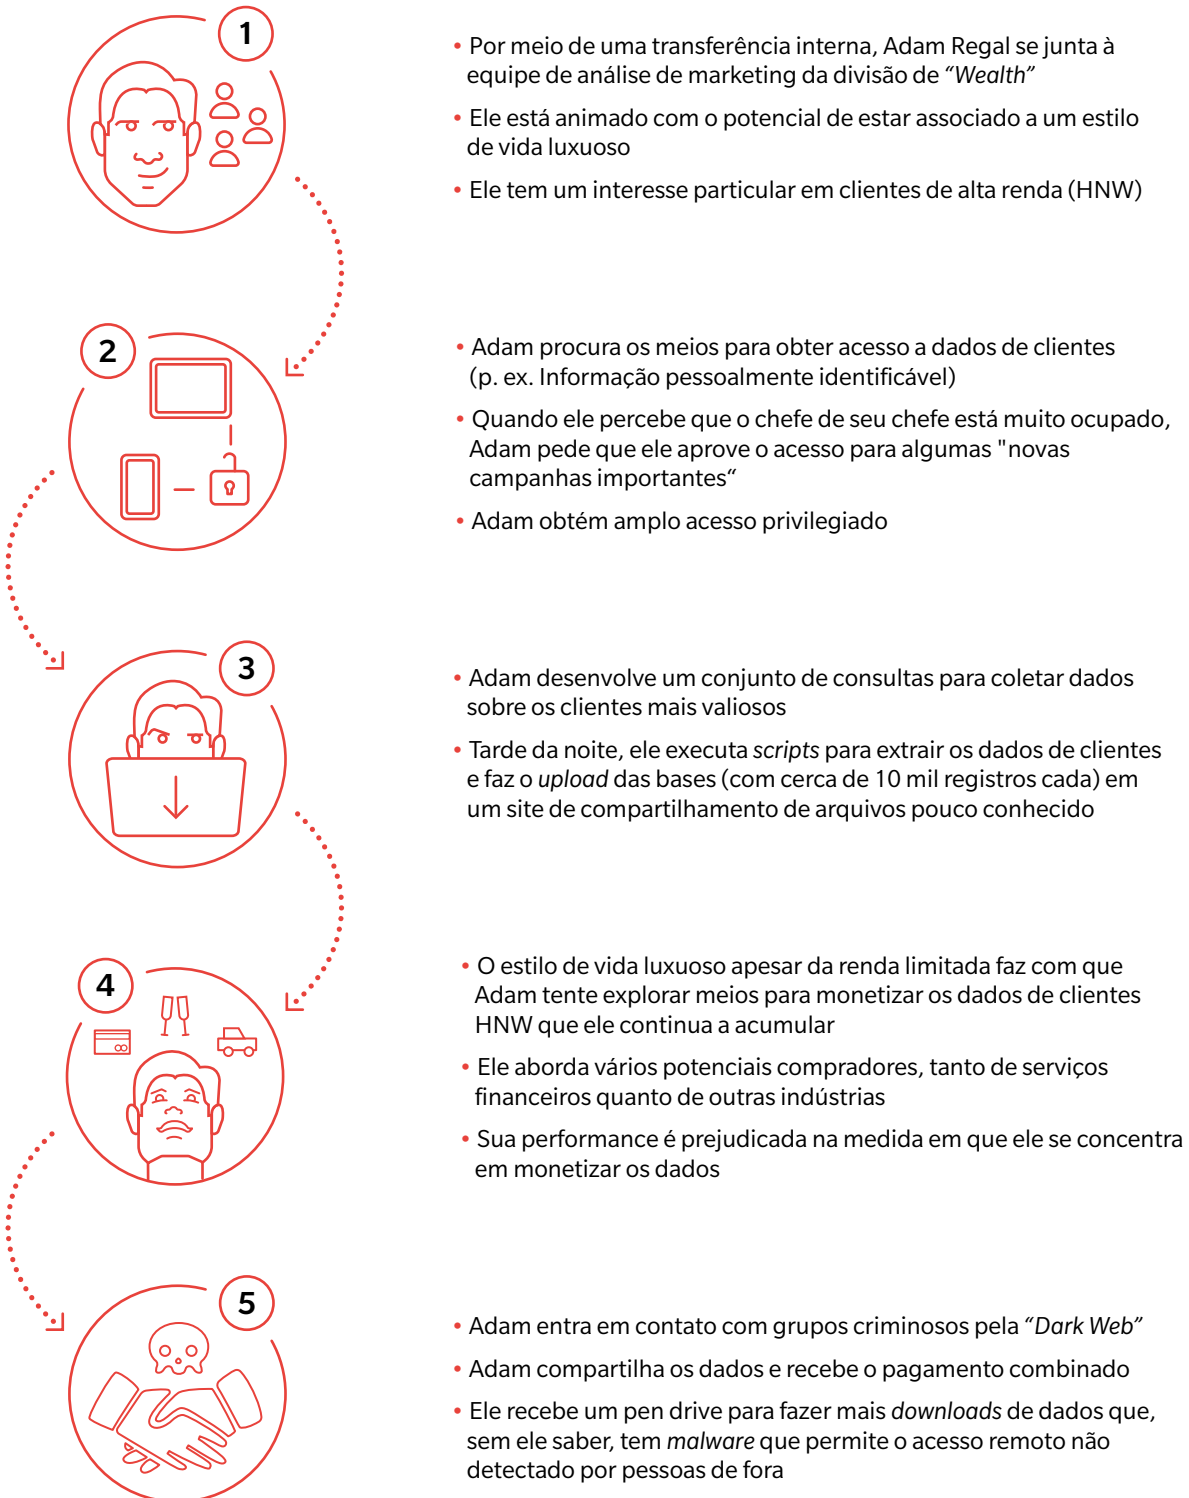 1
• Por meio de uma transferência interna, Adam Regal se junta à
equipe de análise de marketing da divisão de “Wealth”
• Ele está animado com o potencial de estar associado a um estilo
de vida luxuoso
• Ele tem um interesse particular em clientes de alta renda (HNW)
2
• Adam procura os meios para obter acesso a dados de clientes
(p. ex. Informação pessoalmente identificável)
• Quando ele percebe que o chefe de seu chefe está muito ocupado,
Adam pede que ele aprove o acesso para algumas "novas
campanhas importantes“
• Adam obtém amplo acesso privilegiado
3
• Adam desenvolve um conjunto de consultas para coletar dados
sobre os clientes mais valiosos
• Tarde da noite, ele executa scripts para extrair os dados de clientes
e faz o upload das bases (com cerca de 10 mil registros cada) em
um site de compartilhamento de arquivos pouco conhecido
4
• O estilo de vida luxuoso apesar da renda limitada faz com que
Adam tente explorar meios para monetizar os dados de clientes
HNW que ele continua a acumular
• Ele aborda vários potenciais compradores, tanto de serviços
financeiros quanto de outras indústrias
• Sua performance é prejudicada na medida em que ele se concentra
em monetizar os dados
5
• Adam entra em contato com grupos criminosos pela “Dark Web”
• Adam compartilha os dados e recebe o pagamento combinado
• Ele recebe um pen drive para fazer mais downloads de dados que,
sem ele saber, tem malware que permite o acesso remoto não
detectado por pessoas de fora